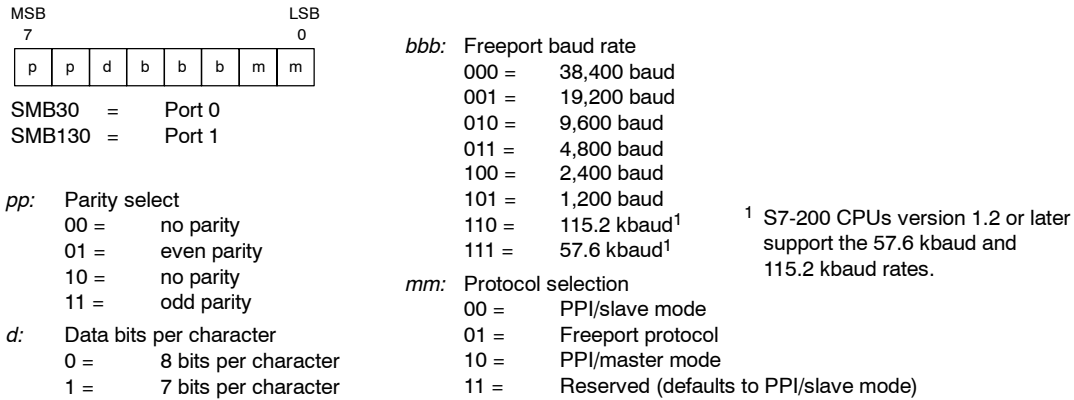 MSB LSB
7 0
p p d b b b m m
SMB30 = Port 0
SMB130 = Port 1
pp: Parity select
00 = no parity
01 = even parity
10 = no parity
11 = odd parity
d: Data bits per character
0 = 8 bits per character
1 = 7 bits per character
bbb: Freeport baud rate
000 = 38,400 baud
001 = 19,200 baud
010 = 9,600 baud
011 = 4,800 baud
100 = 2,400 baud
101 = 1,200 baud
110 = 115.2 kbaud1
111 = 57.6 kbaud1
mm: Protocol selection
00 = PPI/slave mode
01 = Freeport protocol
10 = PPI/master mode
11 = Reserved (defaults to PPI/slave mode)
1 S7-200 CPUs version 1.2 or later
support the 57.6 kbaud and
115.2 kbaud rates.